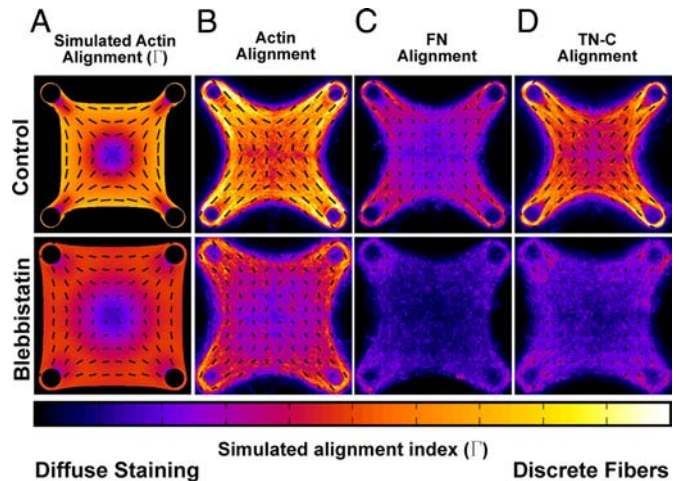 A B C D
Simulated Actin
Alignment (Γ)
Actin
Alignment
FN
Alignment
TN-C
Alignment
Control
Blebbistatin
Simulated alignment index (Γ)
Diffuse Staining Discrete Fibers